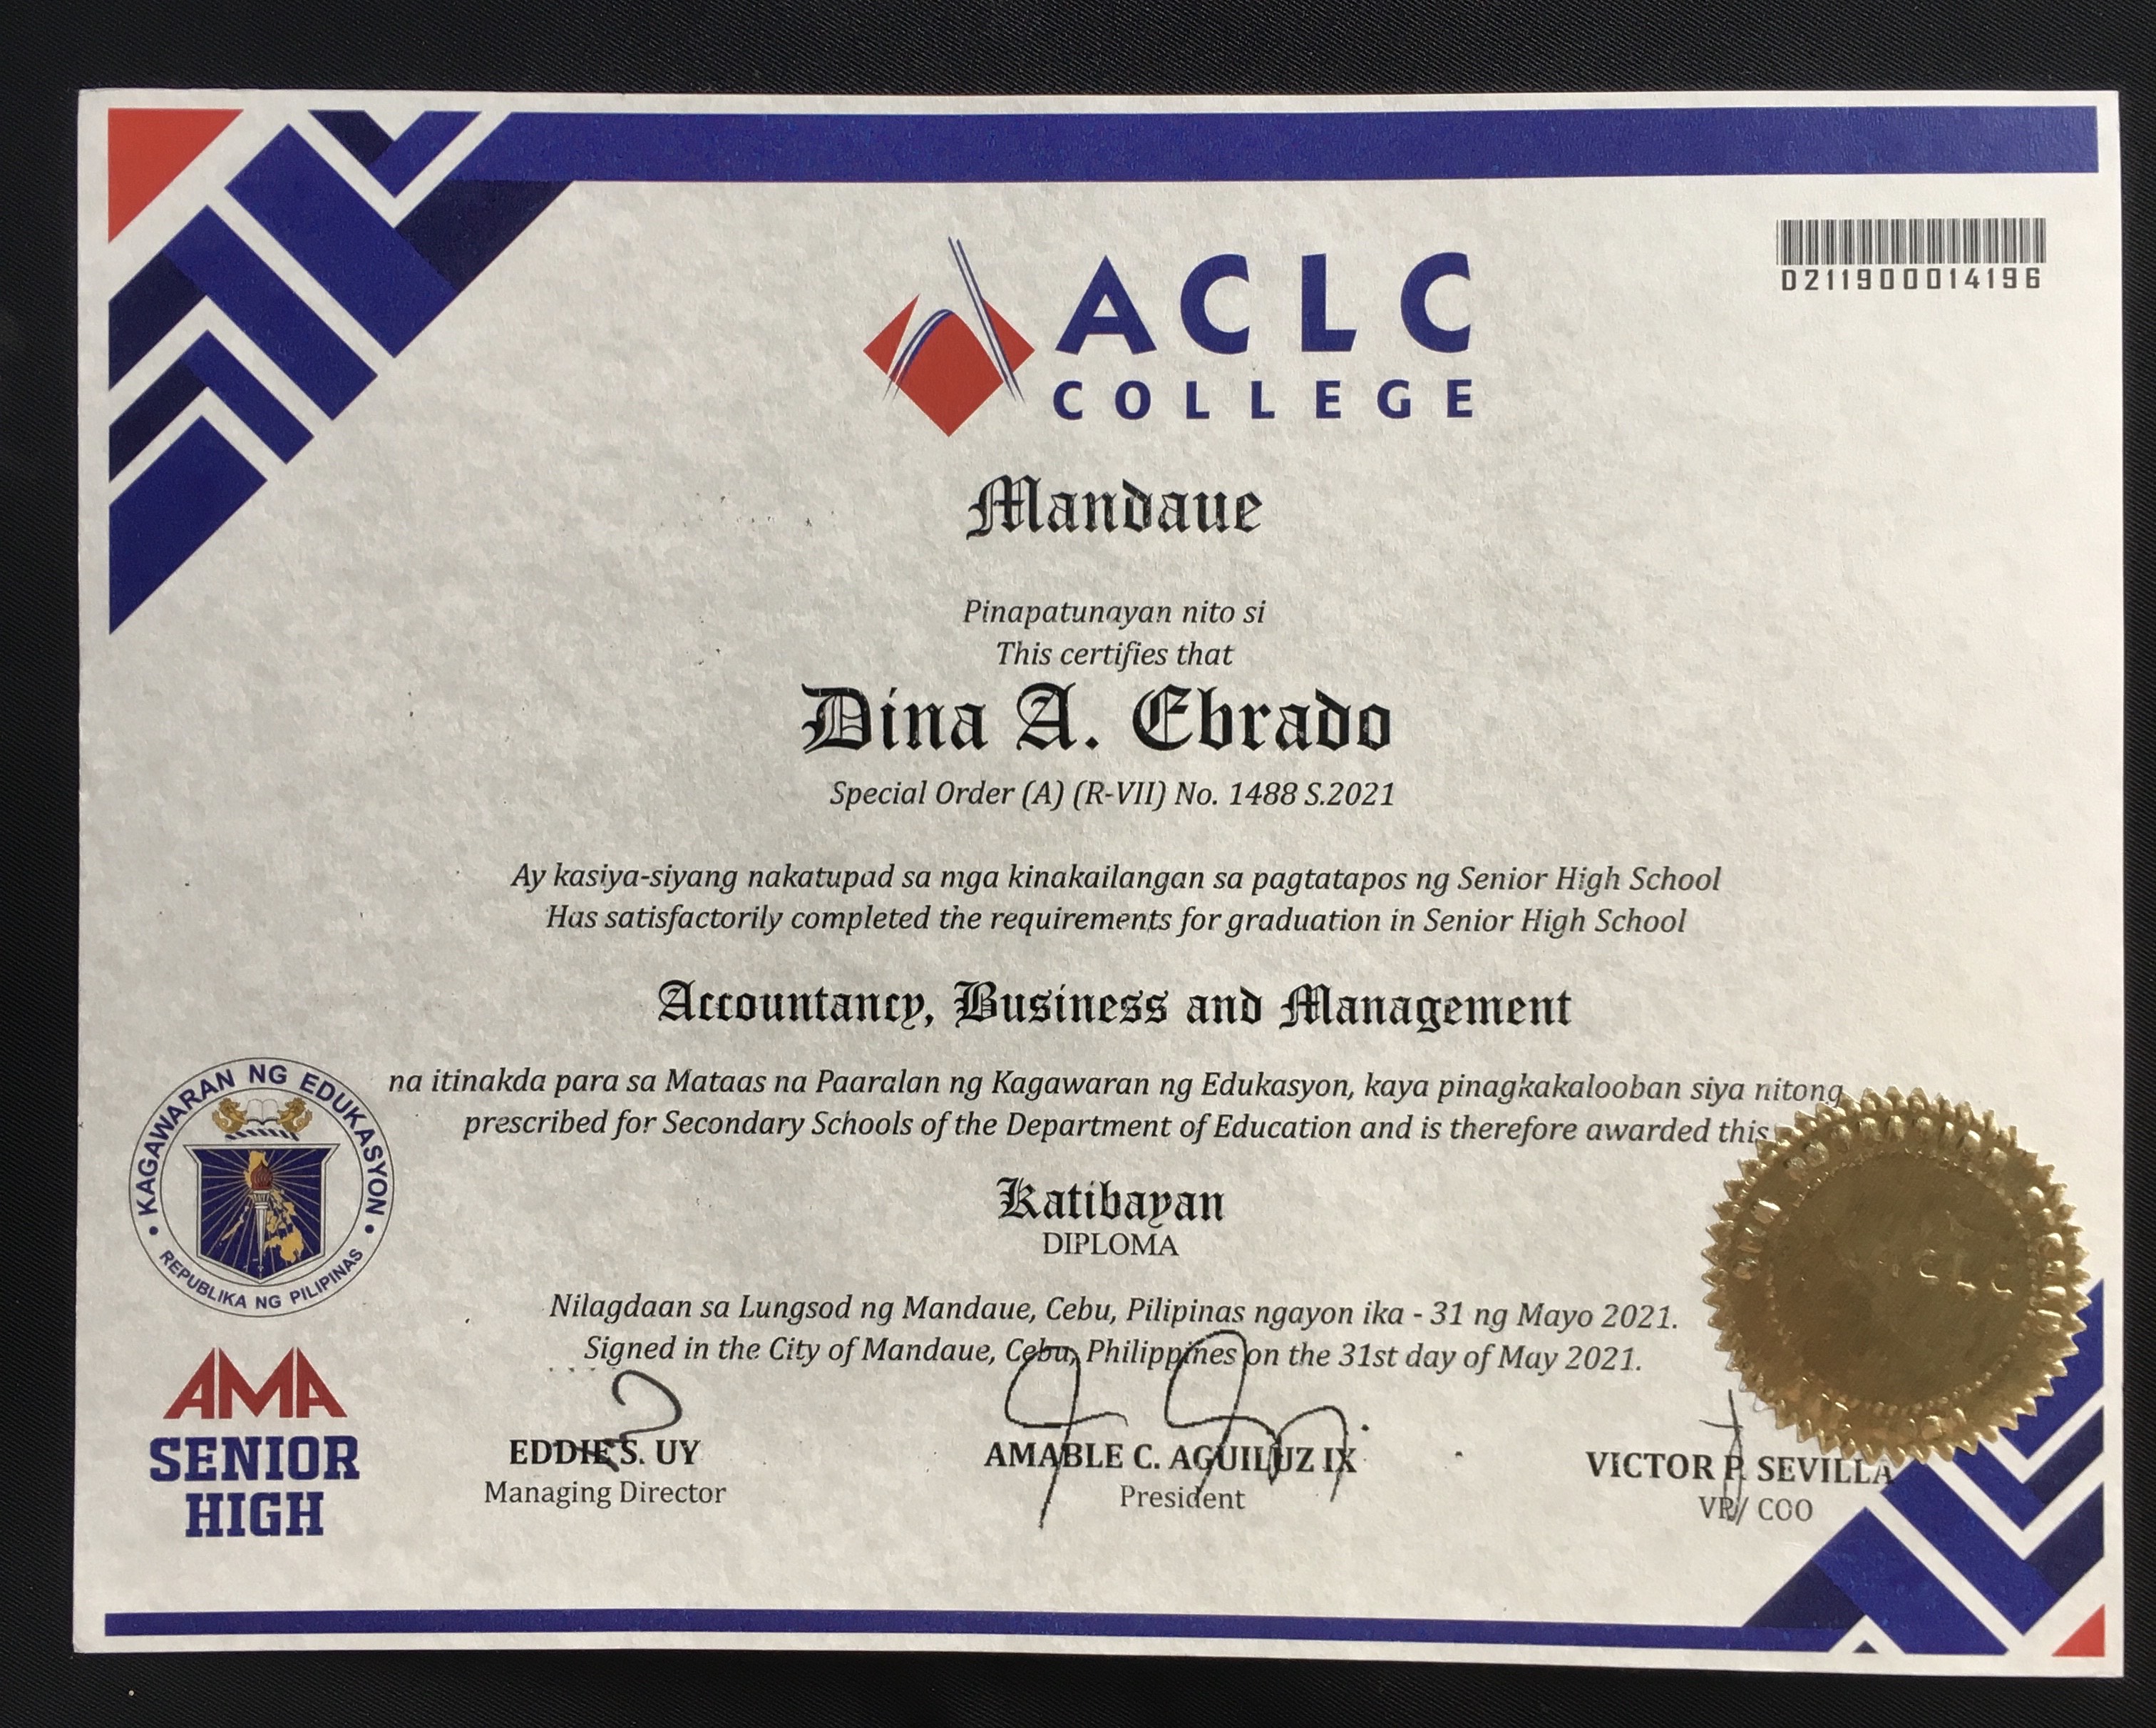 D211900014196
ACLC
COLLEGE
Mandaue
Pinapatunayan nito si
This certifies that
Dina A. Ebrado
Special Order (A) (R-VII) No. 1488 S.2021
Ay kasiya-siyang nakatupad sa mga kinakailangan sa pagtatapos ng Senior High School
Has satisfactorily completed the requirements for graduation in Senior High School
Accountancy, Business and Management
na itinakda para sa Mataas na Paaralan ng Kagawaran ng Edukasyon, kaya pinagkakalooban siya nitong
prescribed for Secondary Schools of the Department of Education and is therefore awarded this
Katibayan
DIPLOMA
Nilagdaan sa Lungsod ng Mandaue, Cebu, Pilipinas ngayon ika - 31 ng Mayo 2021.
Signed in the City of Mandaue, Cebu, Philippines on the 31st day of May 2021.
KAGAWARAN NG EDUKASYON
REPUBLIKA NG PILIPINAS
AMA
SENIOR
HIGH
EDDIE S. UY
Managing Director
AMABLE C. AGUILUZ IX
President
VICTOR P. SEVILLA
VP/ COO